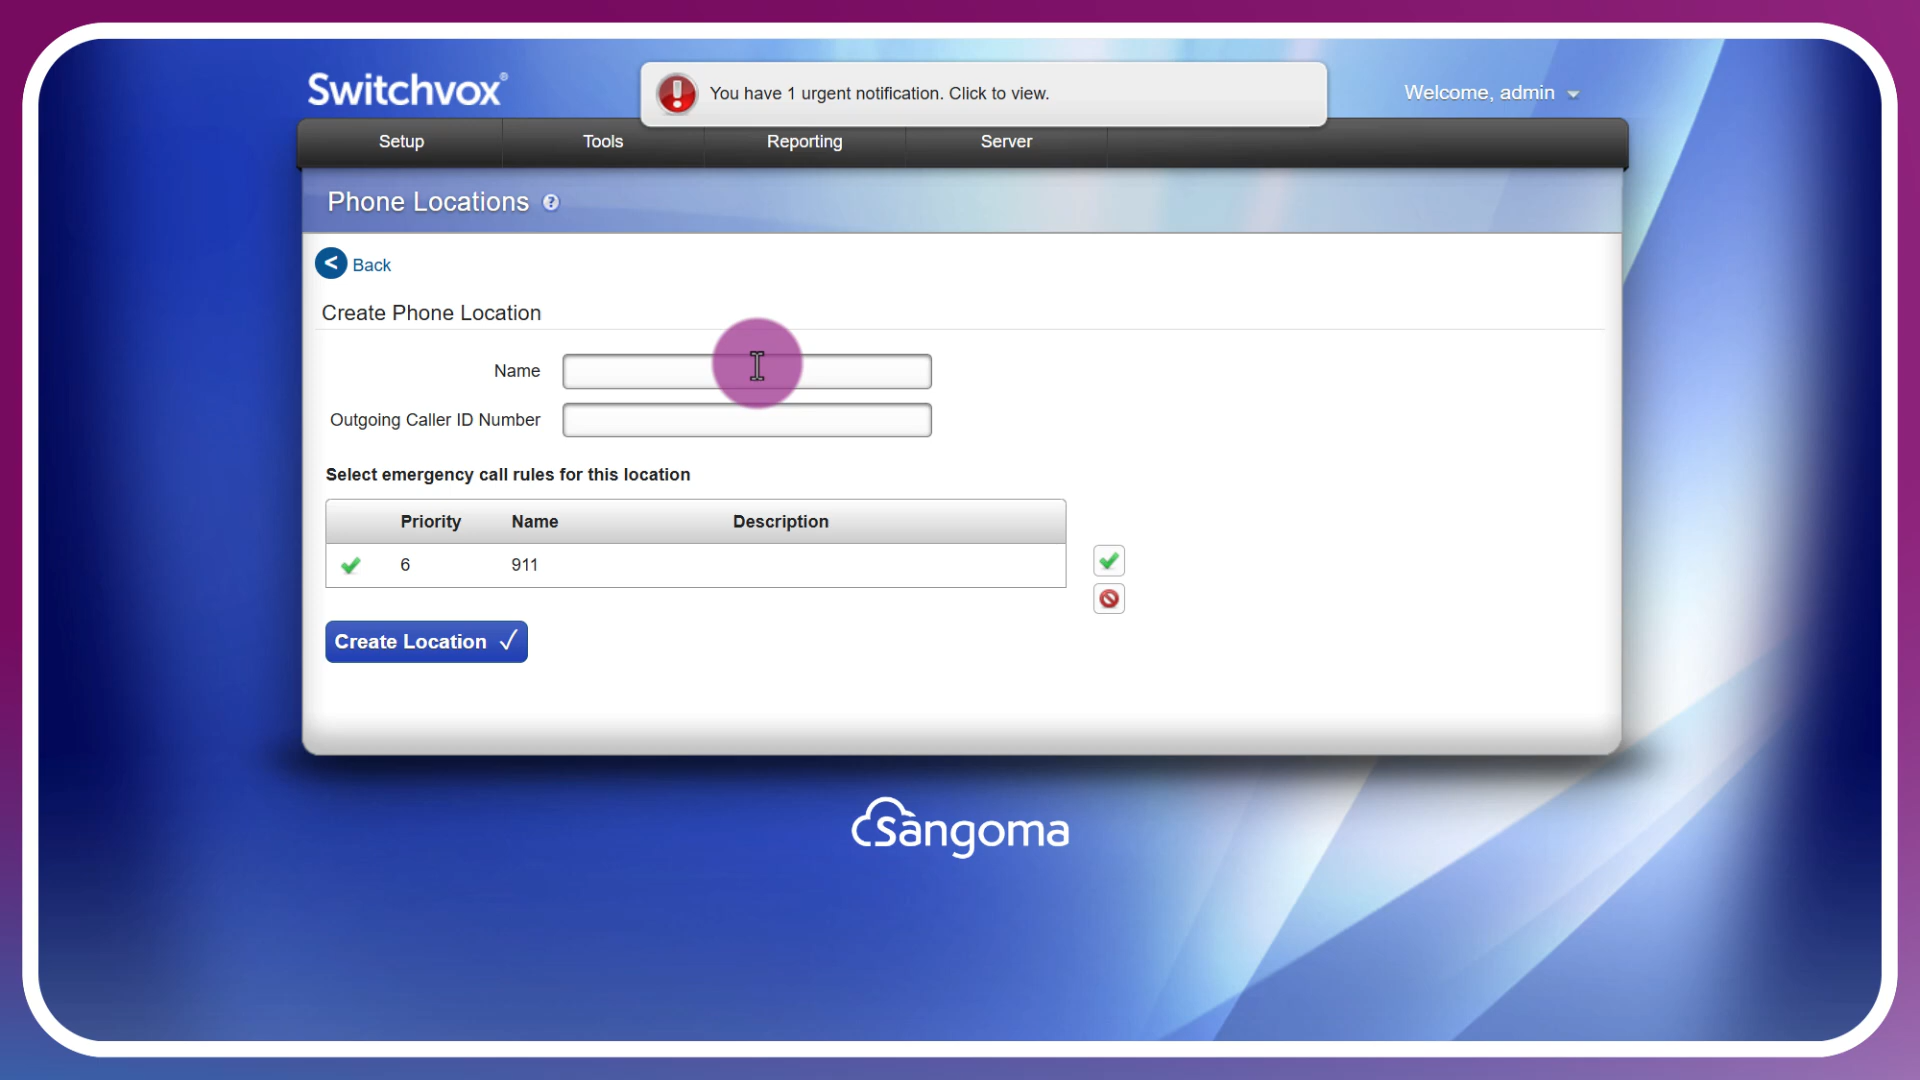 Switchvox®
You have 1 urgent notification. Click to view.
Welcome, admin
Setup
Tools
Reporting
Server
Phone Locations
Back
Create Phone Location
Name
Outgoing Caller ID Number
Select emergency call rules for this location
Priority Name Description
6 911
Create Location
Sangoma